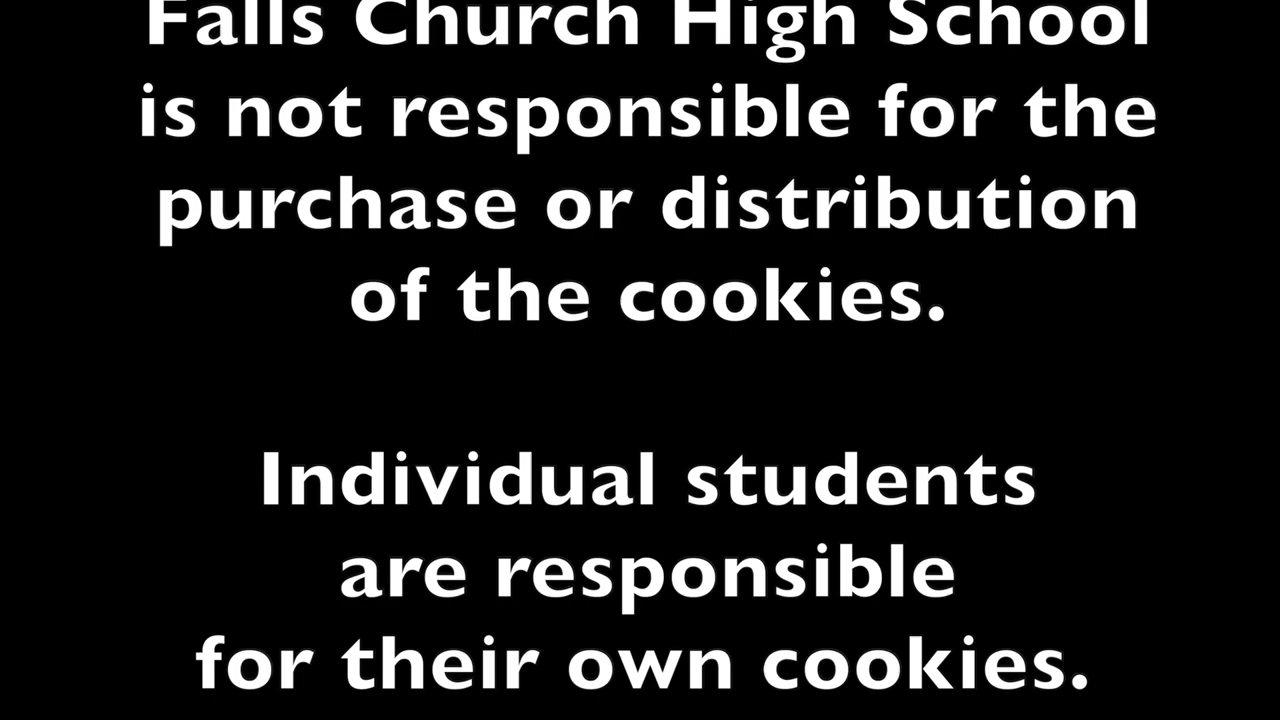 Falls Church High School
is not responsible for the
purchase or distribution
of the cookies.
Individual students
are responsible
for their own cookies.